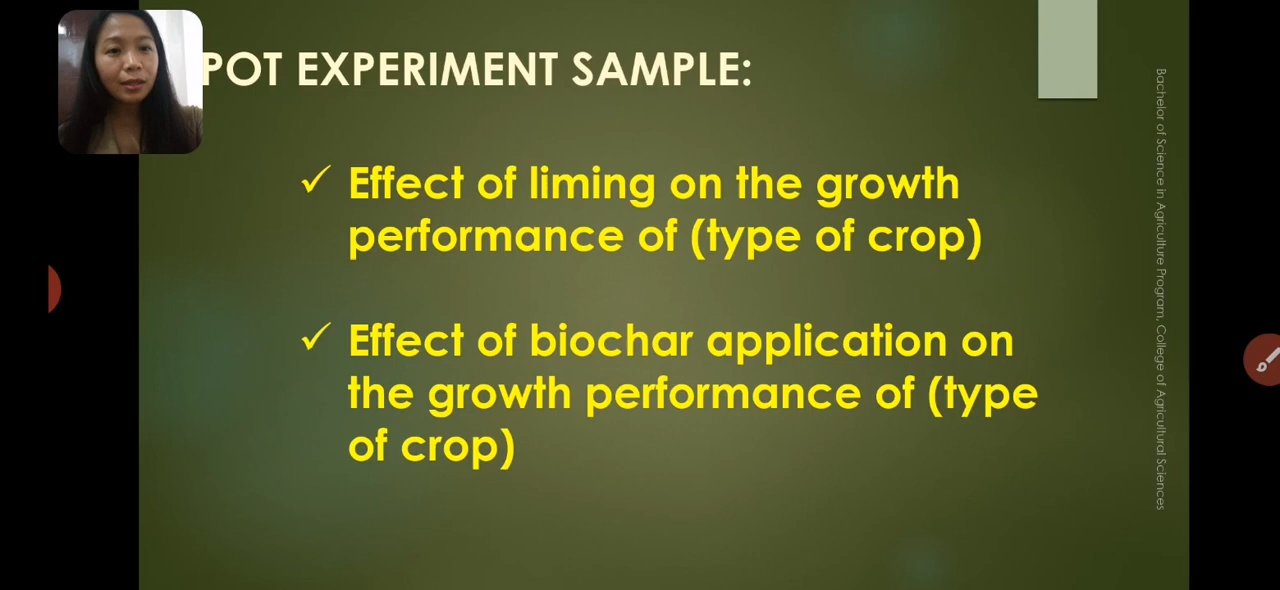 POT EXPERIMENT SAMPLE:
✓ Effect of liming on the growth
performance of (type of crop)
✓ Effect of biochar application on
the growth performance of (type
of crop)
Bachelor of Science in Agriculture Program, College of Agricultural Sciences